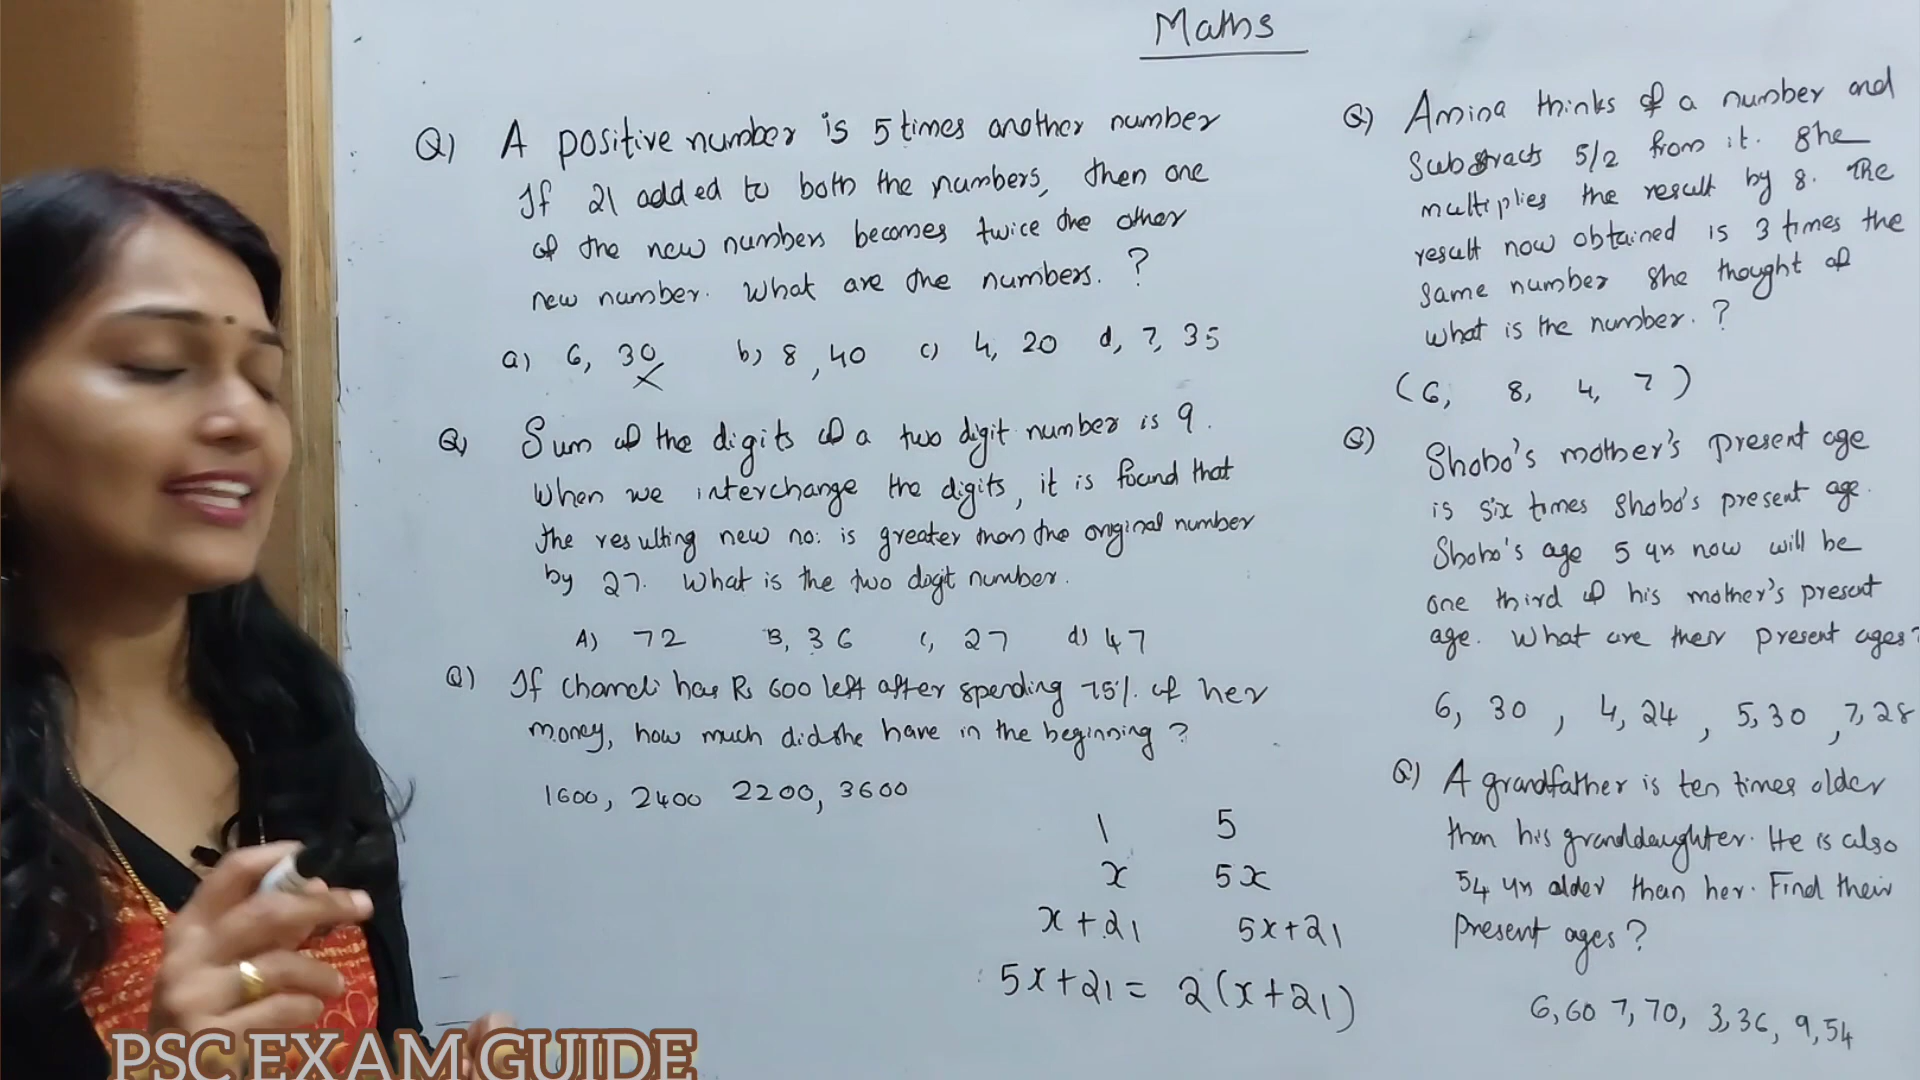 Maths
Q) A positive number is 5 times another number
If 21 added to both the numbers, then one
of the new numbers becomes twice the other
new number. What are the numbers. ?
a) 6, 30 b) 8, 40 c) 4, 20 d, 7, 35
Q) Sum of the digits of a two digit number is 9.
When we interchange the digits, it is found that
the resulting new no: is greater than the original number
by 27. What is the two digit number.
A) 72 B, 36 C, 27 d) 47
Q) If Chameli has Rs 600 left after spending 75% of her
money, how much did she have in the beginning ?
1600, 2400 2200, 3600
1 5
x 5x
x + 21 5x+21
5x+21 = 2(x+21)
Q) Amina thinks of a number and
Substracts 5/2 from it. She
multiplies the result by 8. The
result now obtained is 3 times the
same number she thought of
what is the number. ?
(6, 8, 4, 7)
Q) Shobo's mother's present age
is six times Shobo's present age.
Shobo's age 5 yrs now will be
one third of his mother's present
age. What are their present ages?
6, 30, 4, 24, 5, 30, 7, 28
Q) A grandfather is ten times older
than his granddaughter. He is also
54 yrs older than her. Find their
present ages?
6,60 7,70, 3,36, 9,54
PSC EXAM GUIDE